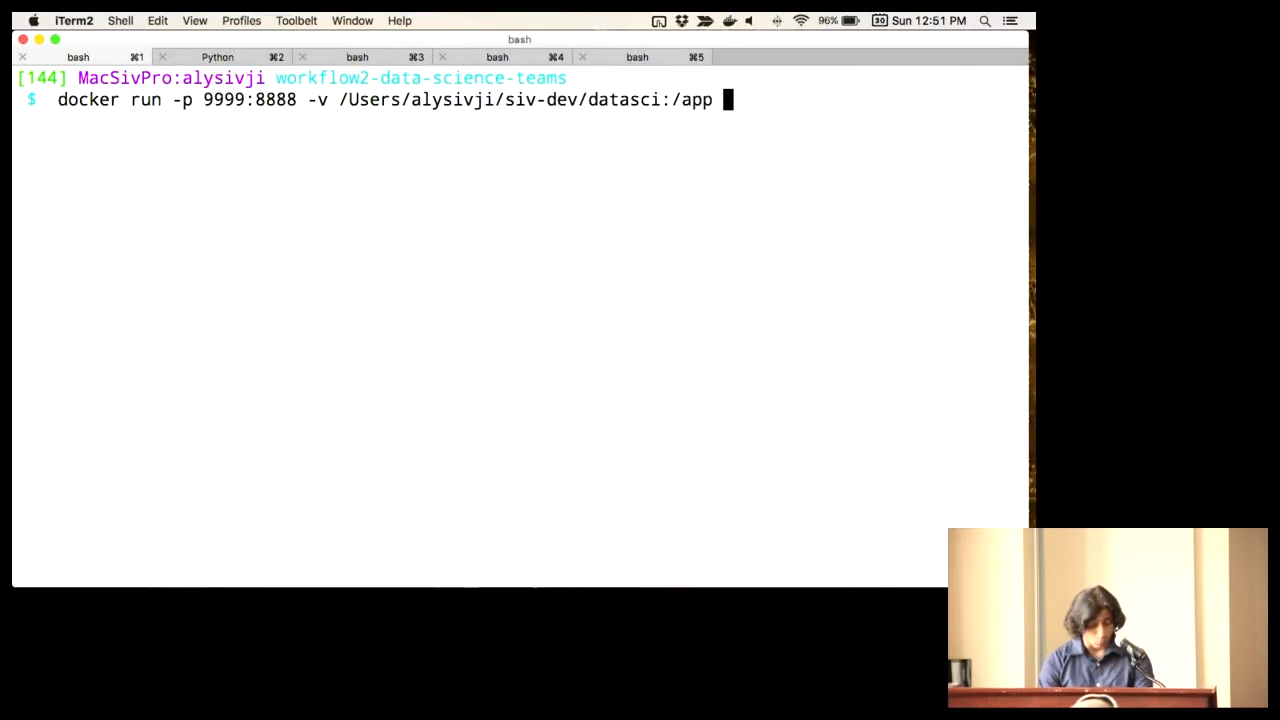 iTerm2 Shell Edit View Profiles Toolbelt Window Help 96% 30 Sun 12:51 PM
bash
bash ⌘1 Python ⌘2 bash ⌘3 bash ⌘4 bash ⌘5
[144] MacSivPro:alysivji workflow2-data-science-teams
$ docker run -p 9999:8888 -v /Users/alysivji/siv-dev/datasci:/app